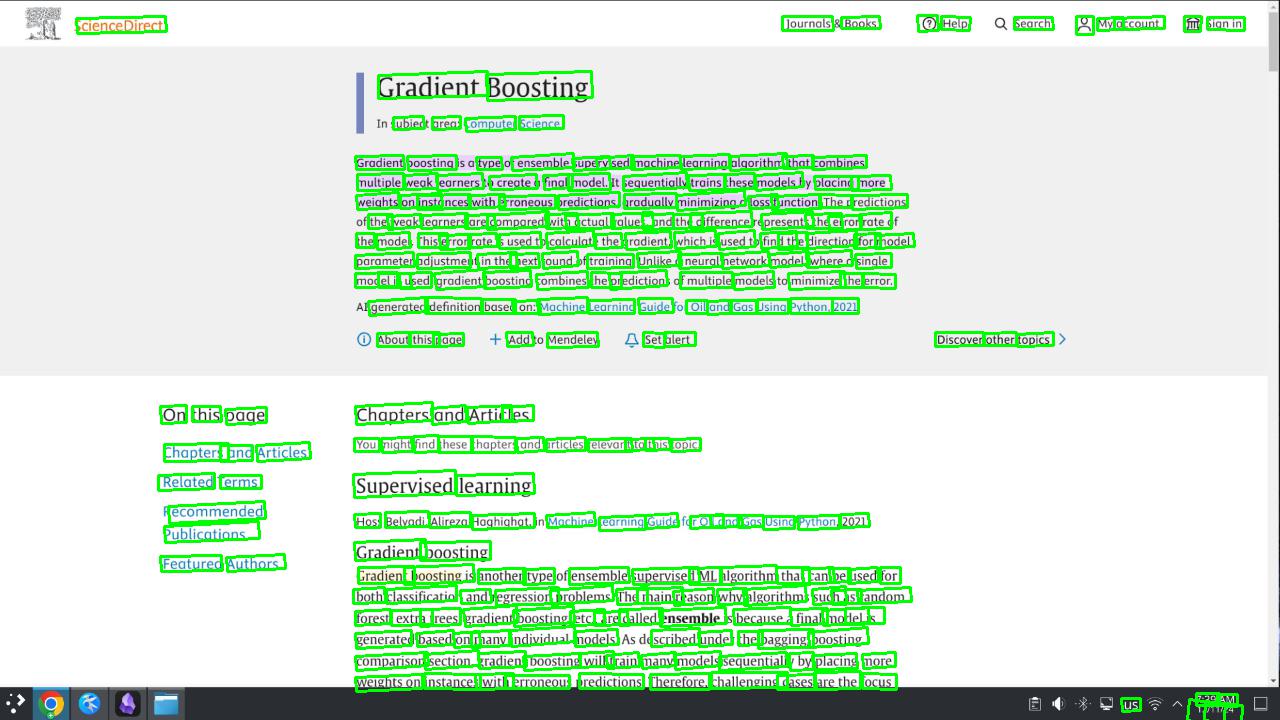 ScienceDirect
Journals & Books
Help
Search
My account
Sign in
Gradient Boosting
In subject area: Computer Science
Gradient boosting is a type of ensemble supervised machine learning algorithm that combines
multiple weak learners to create a final model. It sequentially trains these models by placing more
weights on instances with erroneous predictions, gradually minimizing a loss function. The predictions
of the weak learners are compared with actual values, and the difference represents the error rate of
the model. This error rate is used to calculate the gradient, which is used to find the direction for model
parameter adjustment in the next round of training. Unlike a neural network model where a single
model is used, gradient boosting combines the predictions of multiple models to minimize the error.
AI generated definition based on: Machine Learning Guide for Oil and Gas Using Python, 2021
About this page
Add to Mendeley
Set alert
Discover other topics
On this page
Chapters and Articles
Related Terms
Recommended
Publications
Featured Authors
Chapters and Articles
You might find these chapters and articles relevant to this topic.
Supervised learning
Hoss Belyadi, Alireza Haghighat, in Machine Learning Guide for Oil and Gas Using Python, 2021
Gradient boosting
Gradient boosting is another type of ensemble supervised ML algorithm that can be used for
both classification and regression problems. The main reason why algorithms such as random
forest, extra trees, gradient boosting, etc., are called ensemble is because a final model is
generated based on many individual models. As described under the bagging/boosting
comparison section, gradient boosting will train many models sequentially by placing more
weights on instances with erroneous predictions. Therefore, challenging cases are the focus
us